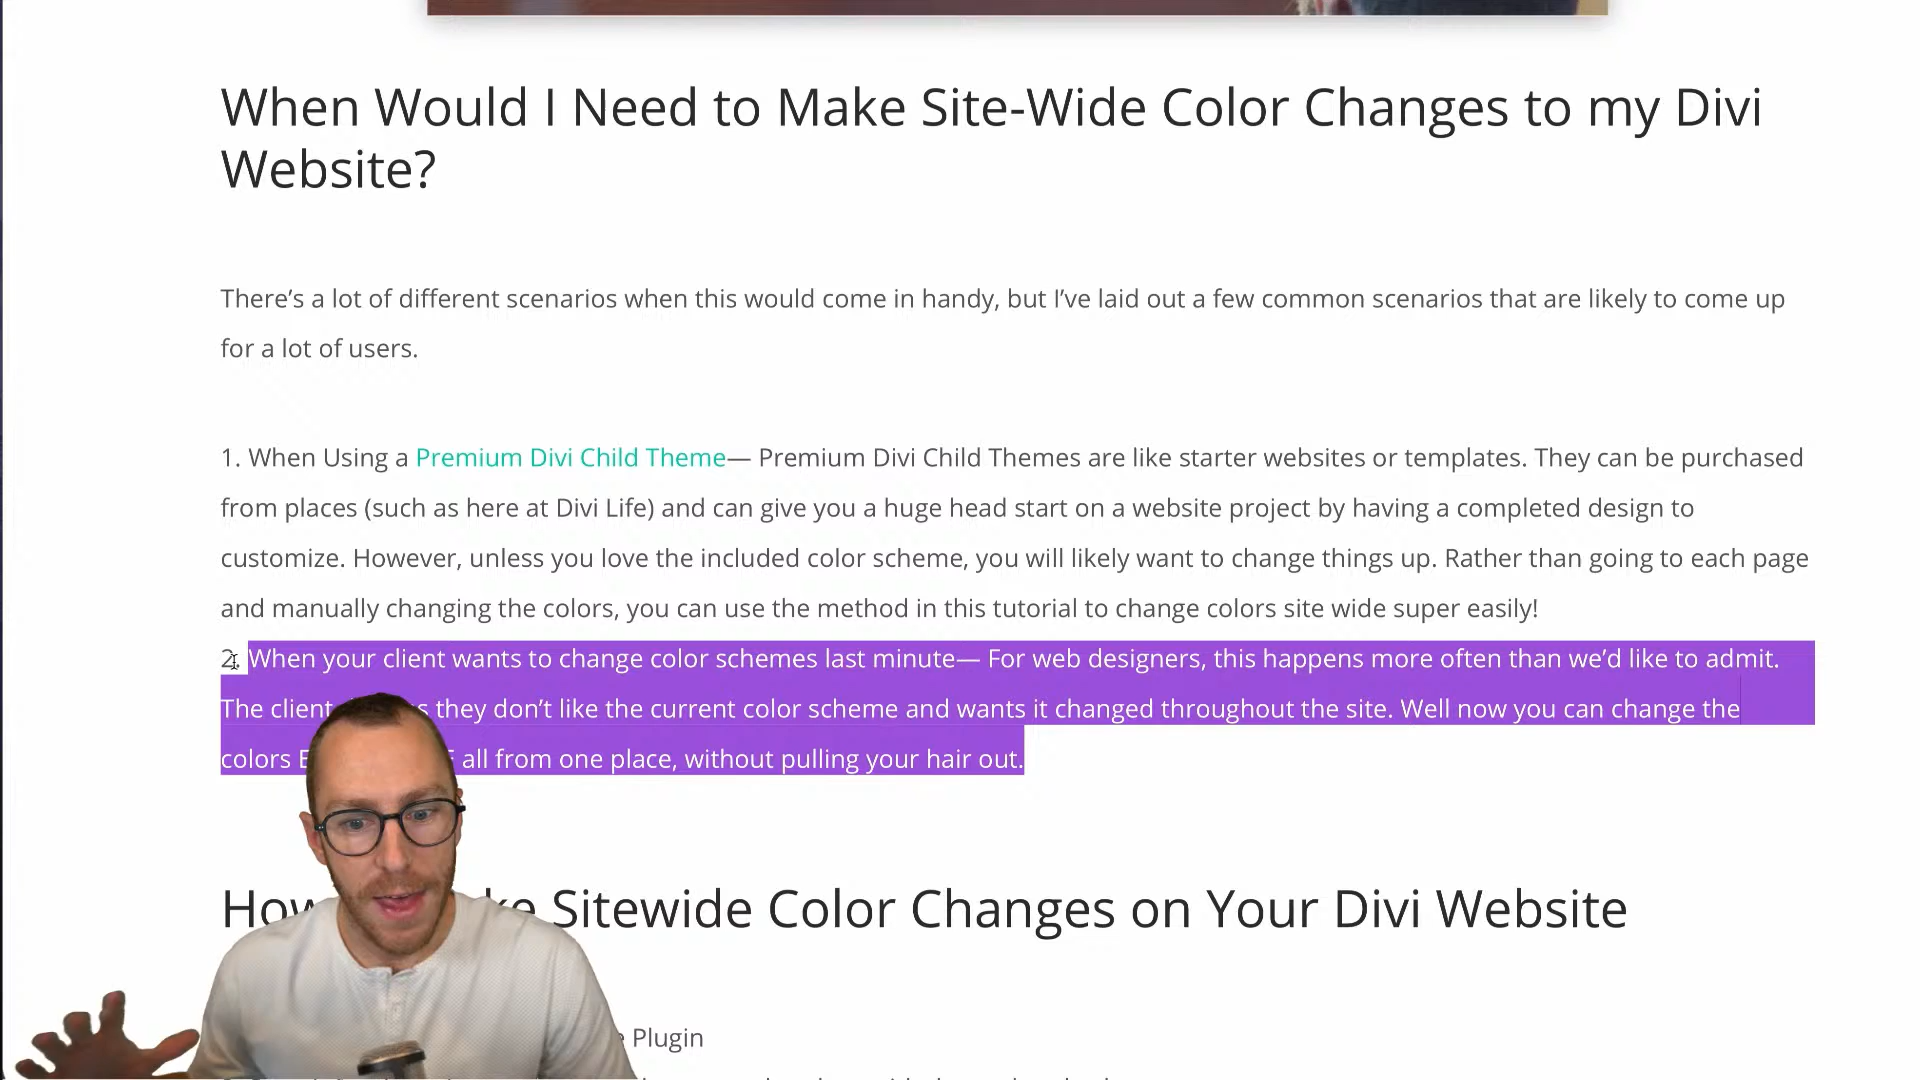 When Would I Need to Make Site-Wide Color Changes to my Divi
Website?
There’s a lot of different scenarios when this would come in handy, but I’ve laid out a few common scenarios that are likely to come up
for a lot of users.
1. When Using a Premium Divi Child Theme— Premium Divi Child Themes are like starter websites or templates. They can be purchased
from places (such as here at Divi Life) and can give you a huge head start on a website project by having a completed design to
customize. However, unless you love the included color scheme, you will likely want to change things up. Rather than going to each page
and manually changing the colors, you can use the method in this tutorial to change colors site wide super easily!
2. When your client wants to change color schemes last minute— For web designers, this happens more often than we’d like to admit.
The client they don’t like the current color scheme and wants it changed throughout the site. Well now you can change the
colors all from one place, without pulling your hair out.
Sitewide Color Changes on Your Divi Website
Plugin